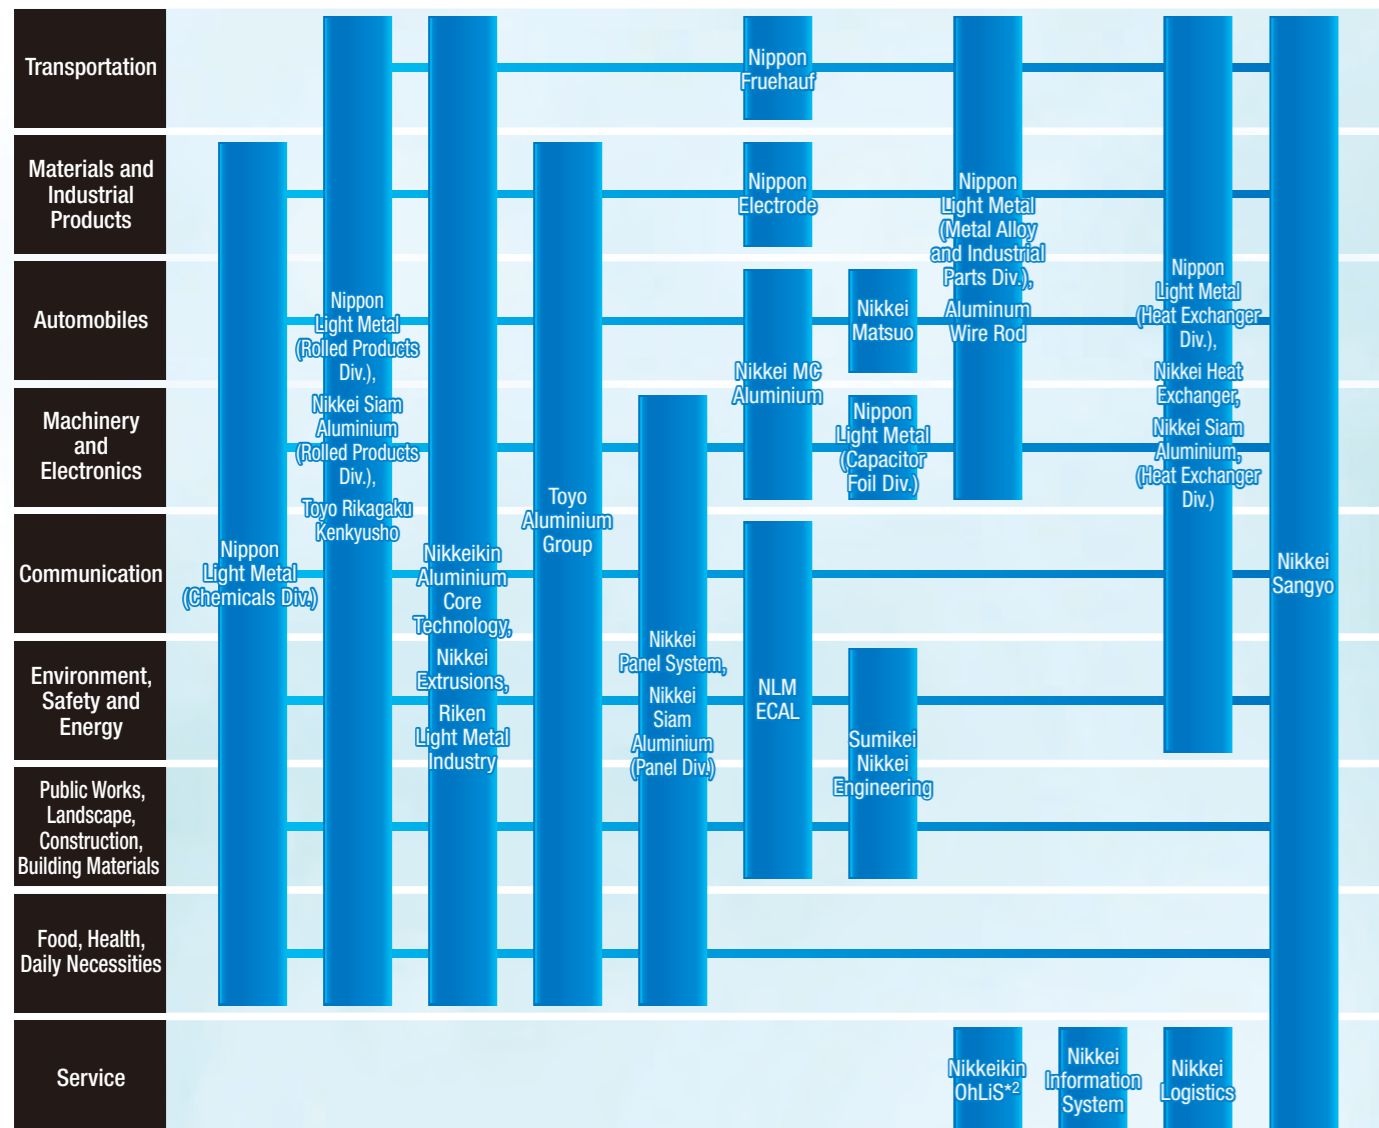 Transportation
Materials and
Industrial
Products
Automobiles
Machinery
and
Electronics
Communication
Environment,
Safety and
Energy
Public Works,
Landscape,
Construction,
Building Materials
Food, Health,
Daily Necessities
Service
Nippon
Light Metal
(Chemicals Div.)
Nippon
Light Metal
(Rolled Products
Div.),
Nikkei Siam
Aluminium
(Rolled Products
Div.),
Toyo Rikagaku
Kenkyusho
Nikkeikin
Aluminium
Core
Technology,
Nikkei
Extrusions,
Riken
Light Metal
Industry
Toyo
Aluminium
Group
Nikkei
Panel System,
Nikkei
Siam
Aluminium
(Panel Div.)
Nippon
Fruehauf
Nippon
Electrode
Nikkei MC
Aluminium
NLM
ECAL
Nikkei
Matsuo
Nippon
Light Metal
(Capacitor
Foil Div.)
Sumikei
Nikkei
Engineering
Nippon
Light Metal
(Metal Alloy
and Industrial
Parts Div.),
Aluminum
Wire Rod
Nikkeikin
OhLiS*2
Nikkei
Information
System
Nippon
Light Metal
(Heat Exchanger
Div.),
Nikkei Heat
Exchanger,
Nikkei Siam
Aluminium,
(Heat Exchanger
Div.)
Nikkei
Logistics
Nikkei
Sangyo